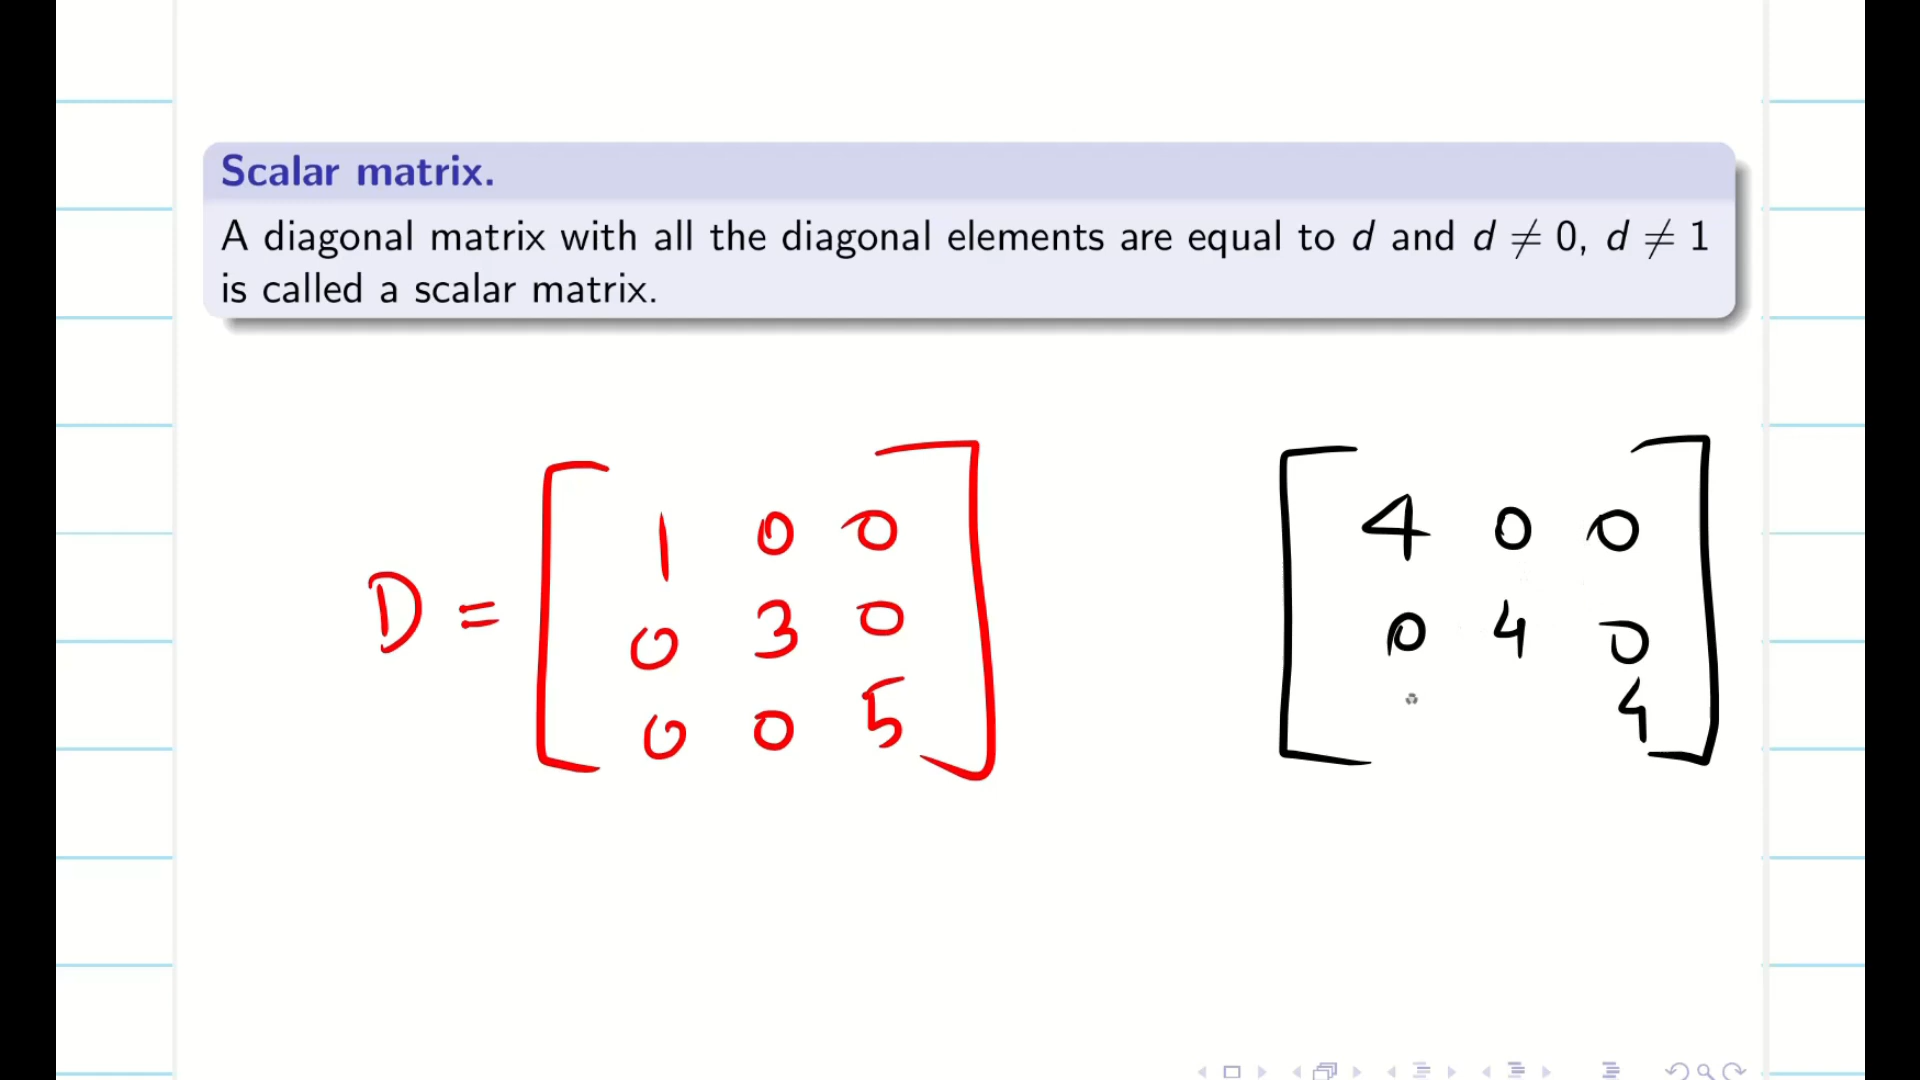 Scalar matrix.
A diagonal matrix with all the diagonal elements are equal to d and d ≠ 0, d ≠ 1
is called a scalar matrix.
D = [1 0 0
0 3 0
0 0 5]
[4 0 0
0 4 0
4]